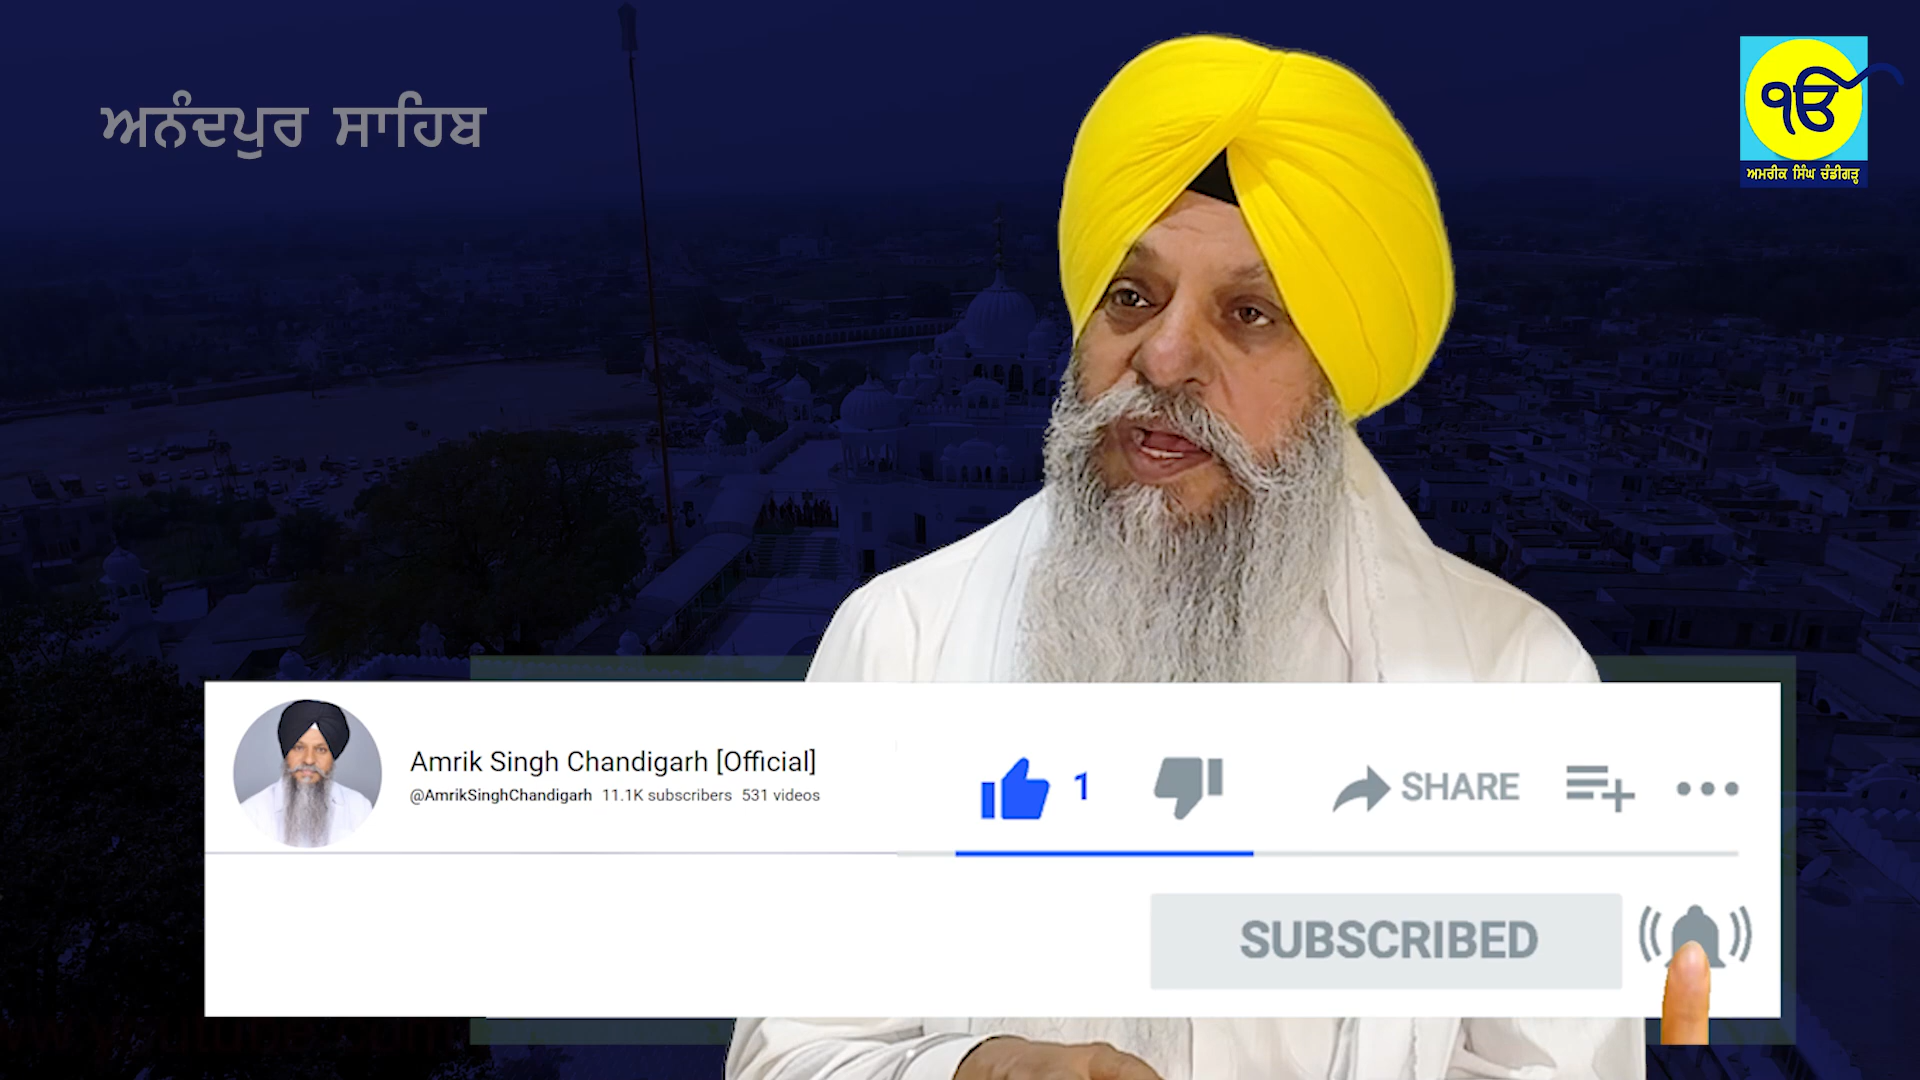 ਅਨੰਦਪੁਰ ਸਾਹਿਬ
ੴ
ਅਮਰੀਕ ਸਿੰਘ ਚੰਡੀਗੜ੍ਹ
Amrik Singh Chandigarh [Official]
@AmrikSinghChandigarh 11.1K subscribers 531 videos
1
SHARE
SUBSCRIBED